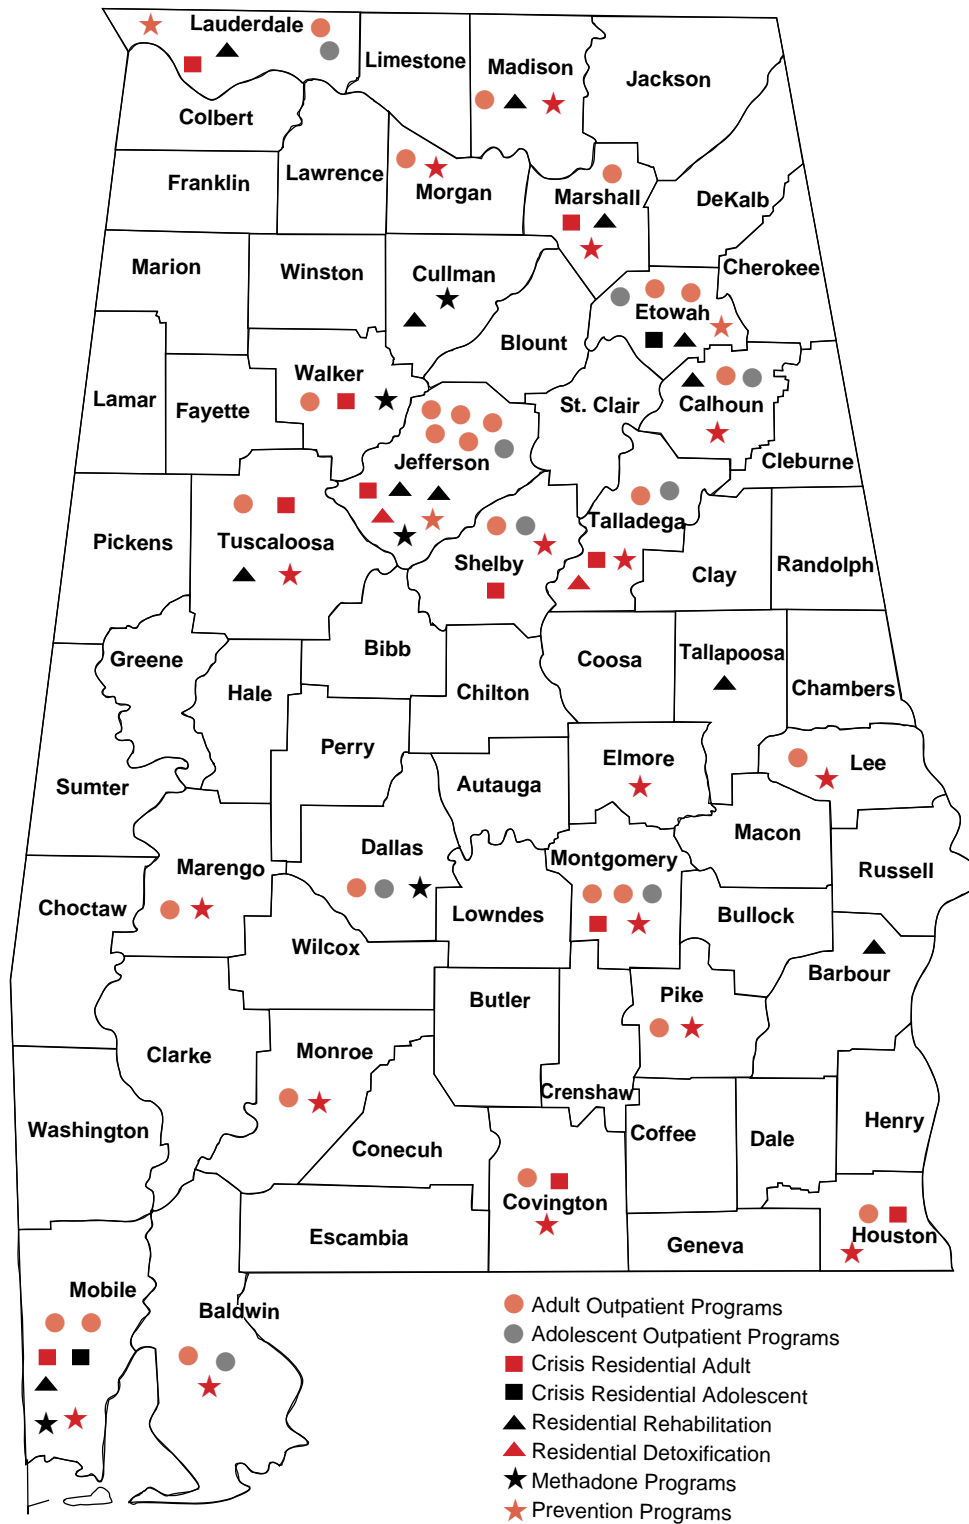 Lauderdale
Limestone
Madison
Jackson
Colbert
Franklin
Lawrence
Morgan
Marshall
DeKalb
Marion
Winston
Cullman
Cherokee
Etowah
Blount
Walker
Lamar
Fayette
St. Clair
Calhoun
Jefferson
Cleburne
Talladega
Pickens
Tuscaloosa
Shelby
Clay
Randolph
Bibb
Greene
Coosa
Tallapoosa
Hale
Chilton
Chambers
Perry
Elmore
Lee
Sumter
Autauga
Macon
Dallas
Montgomery
Marengo
Russell
Choctaw
Lowndes
Bullock
Wilcox
Barbour
Butler
Pike
Clarke
Monroe
Crenshaw
Washington
Conecuh
Coffee
Dale
Henry
Covington
Escambia
Geneva
Houston
Mobile
Baldwin
Adult Outpatient Programs
Adolescent Outpatient Programs
Crisis Residential Adult
Crisis Residential Adolescent
Residential Rehabilitation
Residential Detoxification
Methadone Programs
Prevention Programs